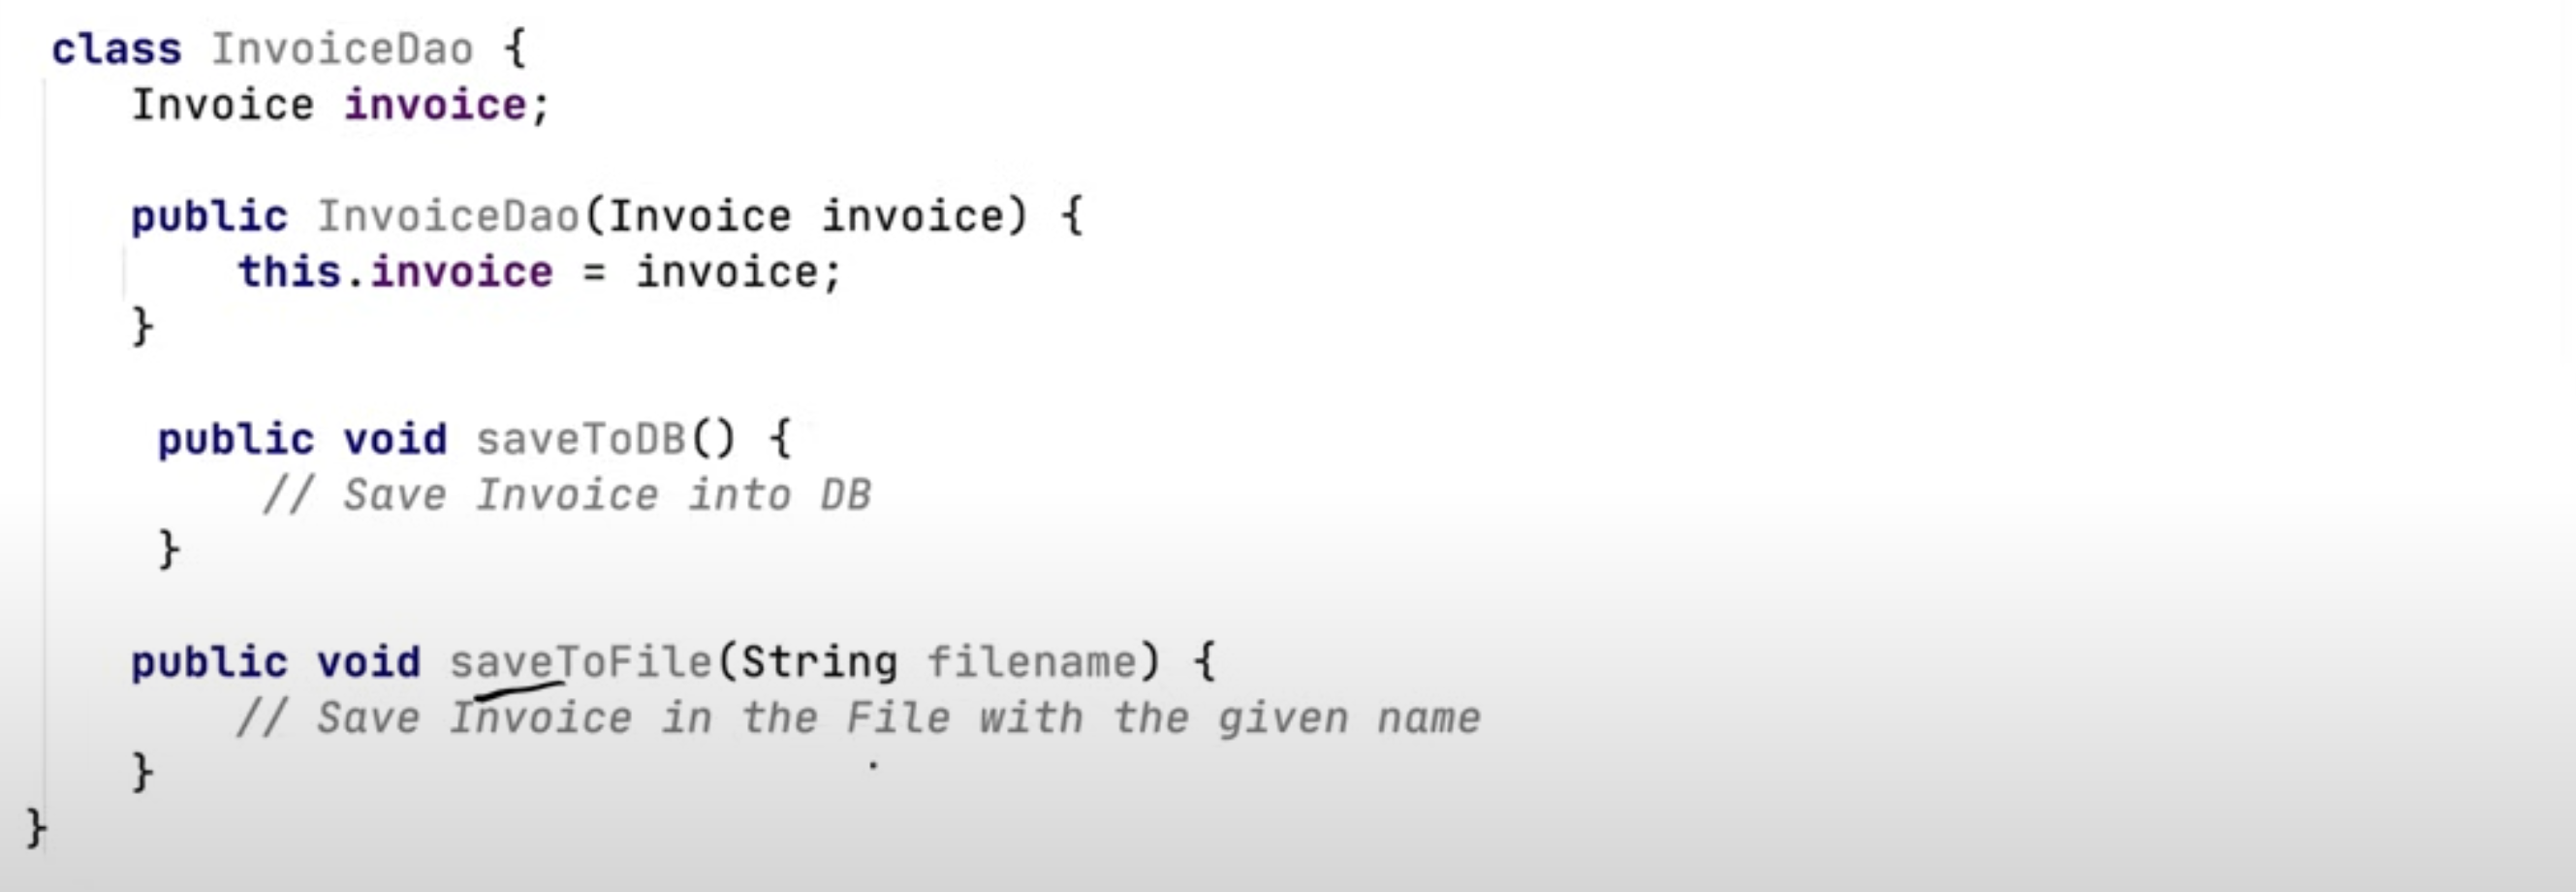 class InvoiceDao {
Invoice invoice;
public InvoiceDao(Invoice invoice) {
this.invoice = invoice;
}
public void saveToDB() {
// Save Invoice into DB
}
public void saveToFile(String filename) {
// Save Invoice in the File with the given name
}
}